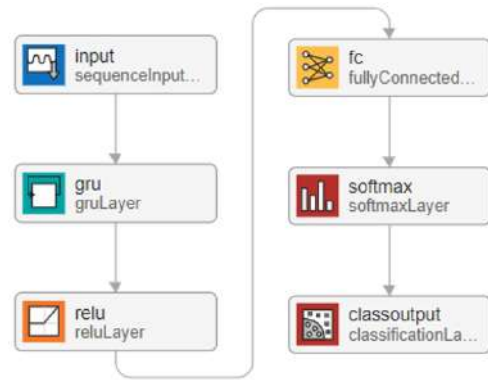 input
sequenceInput...
gru
gruLayer
relu
reluLayer
fc
fullyConnected...
softmax
softmaxLayer
classoutput
classificationLa...